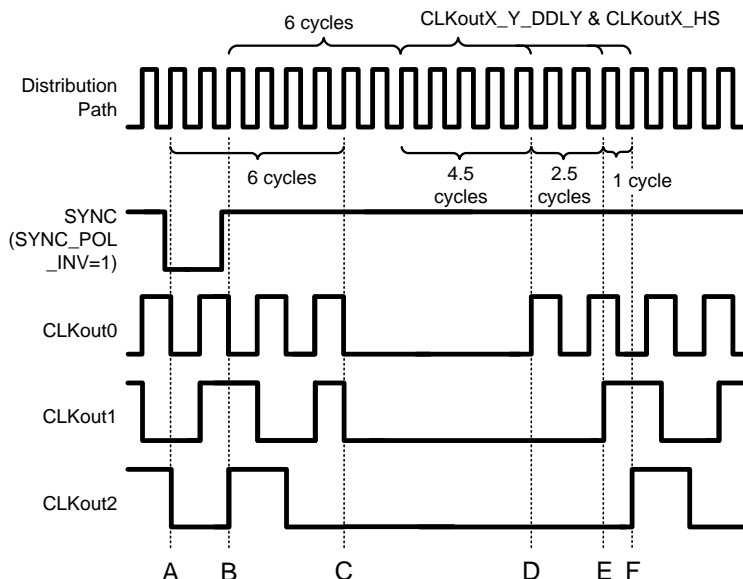 6 cycles
CLKoutX_Y_DDLY & CLKoutX_HS
Distribution
Path
6 cycles
4.5
cycles
2.5
cycles
1 cycle
SYNC
(SYNC_POL
_INV=1)
CLKout0
CLKout1
CLKout2
A B C D E F